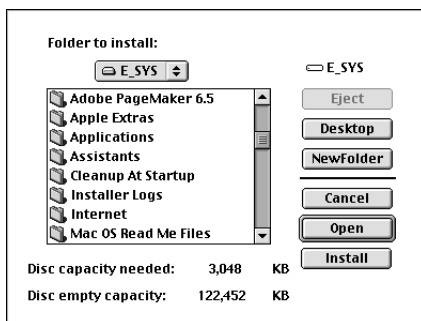 Folder to install:
E_SYS
E_SYS
Adobe PageMaker 6.5
Apple Extras
Applications
Assistants
Cleanup At Startup
Installer Logs
Internet
Mac OS Read Me Files
Eject
Desktop
NewFolder
Cancel
Open
Install
Disc capacity needed: 3,048 KB
Disc empty capacity: 122,452 KB